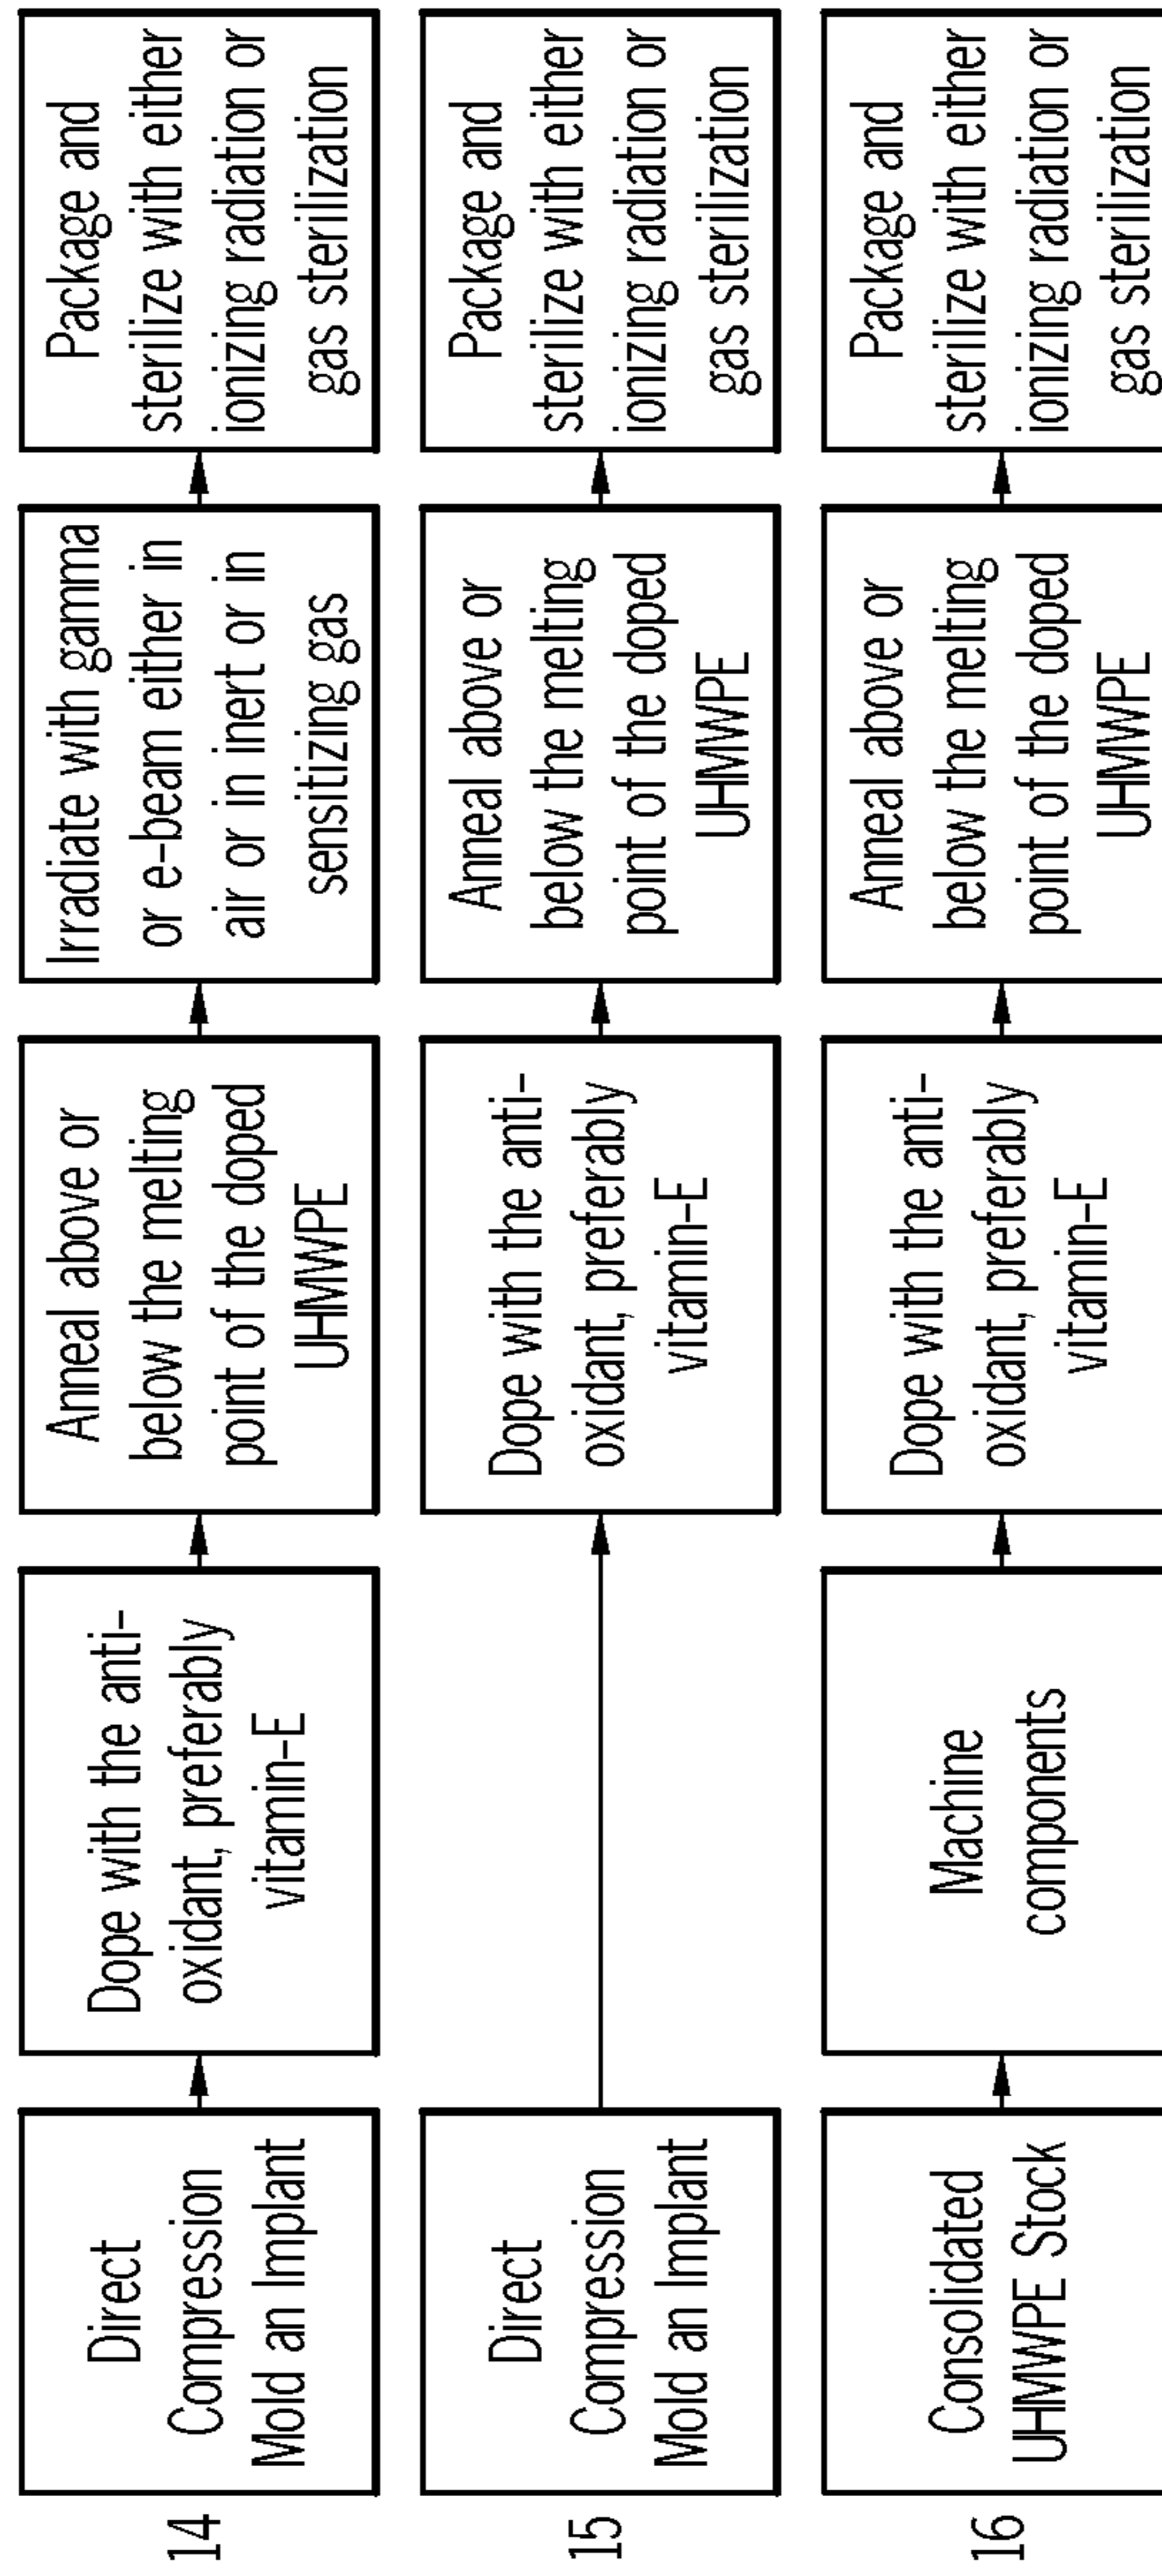 14
Direct
Compression
Mold an Implant
Dope with the anti-
oxidant, preferably
vitamin-E
Anneal above or
below the melting
point of the doped
UHMWPE
Irradiate with gamma
or e-beam either in
air or in inert or in
sensitizing gas
Package and
sterilize with either
ionizing radiation or
gas sterilization
15
Direct
Compression
Mold an Implant
Dope with the anti-
oxidant, preferably
vitamin-E
Anneal above or
below the melting
point of the doped
UHMWPE
Package and
sterilize with either
ionizing radiation or
gas sterilization
16
Consolidated
UHMWPE Stock
Machine
components
Dope with the anti-
oxidant, preferably
vitamin-E
Anneal above or
below the melting
point of the doped
UHMWPE
Package and
sterilize with either
ionizing radiation or
gas sterilization